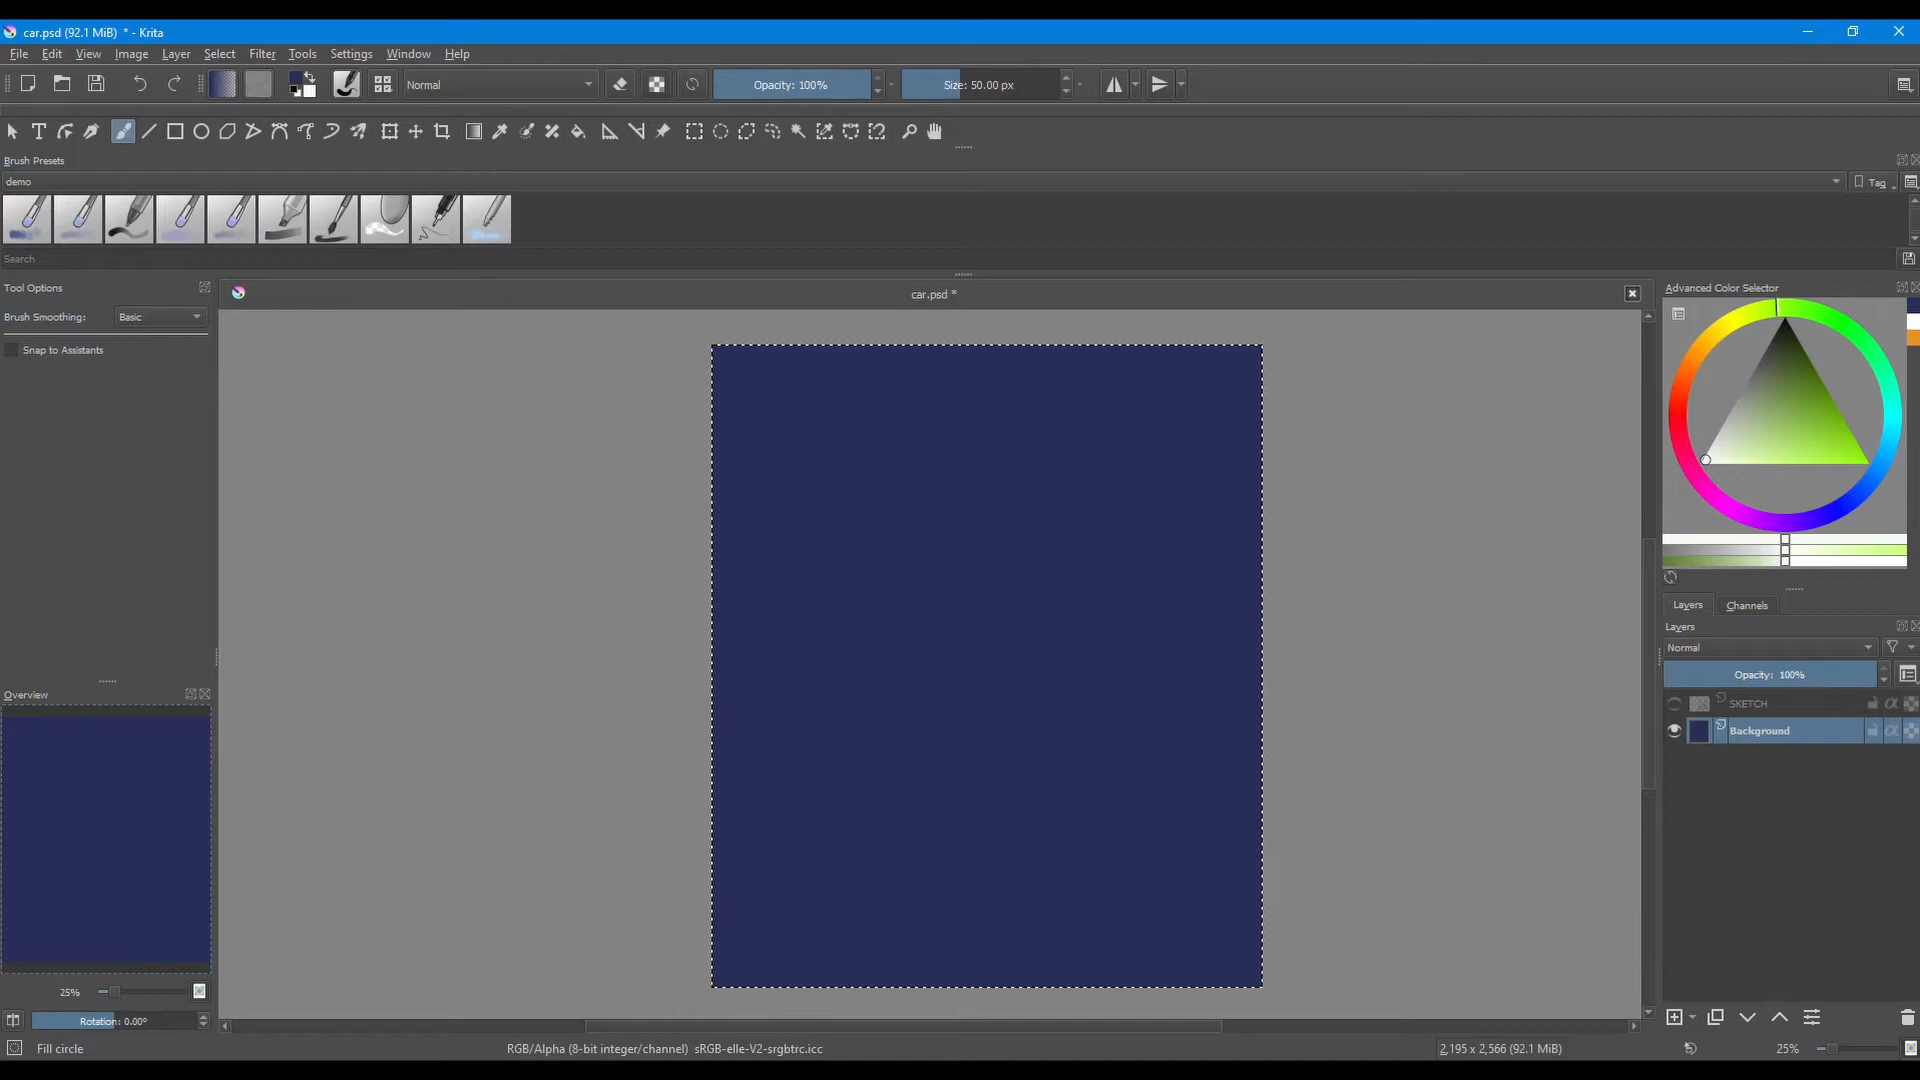 car.psd (92.1 MiB) * - Krita
File Edit View Image Layer Select Filter Tools Settings Window Help
Normal Opacity: 100% Size: 50.00 px
Brush Presets
demo Tag
Search
Tool Options car.psd * Advanced Color Selector
Brush Smoothing: Basic
Snap to Assistants
Layers Channels
Layers
Normal
Opacity: 100%
Overview SKETCH
Background
25%
Rotation: 0.00°
Fill circle RGB/Alpha (8-bit integer/channel) sRGB-elle-V2-srgbtrc.icc 2,195 x 2,566 (92.1 MiB) 25%